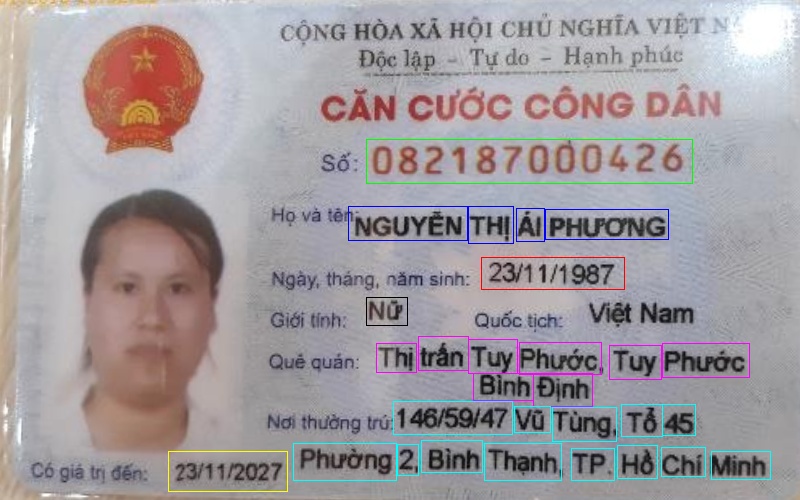 CỘNG HÒA XÃ HỘI CHỦ NGHĨA VIỆT
Độc lập - Tự do - Hạnh phúc
CĂN CƯỚC CÔNG DÂN
Số: 082187000426
Họ và tên: NGUYỄN THỊ ÁI PHƯƠNG
Ngày, tháng, năm sinh: 23/11/1987
Giới tính: Nữ Quốc tịch: Việt Nam
Quê quán: Thị trấn Tuy Phước, Tuy Phước
Bình Định
Nơi thường trú: 146/59/47 Vũ Tùng, Tổ 45
Có giá trị đến: 23/11/2027 Phường 2, Bình Thạnh, TP. Hồ Chí Minh